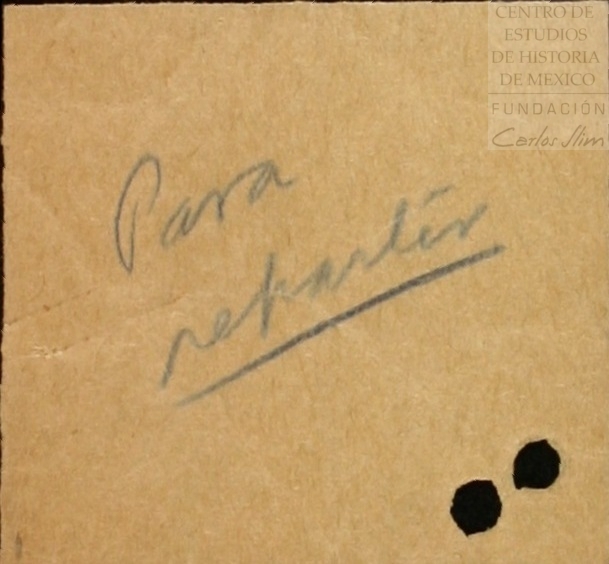 CENTRO DE
ESTUDIOS
DE HISTORIA
DE MEXICO
FUNDACIÓN
Carlos Slim
Para
repartir